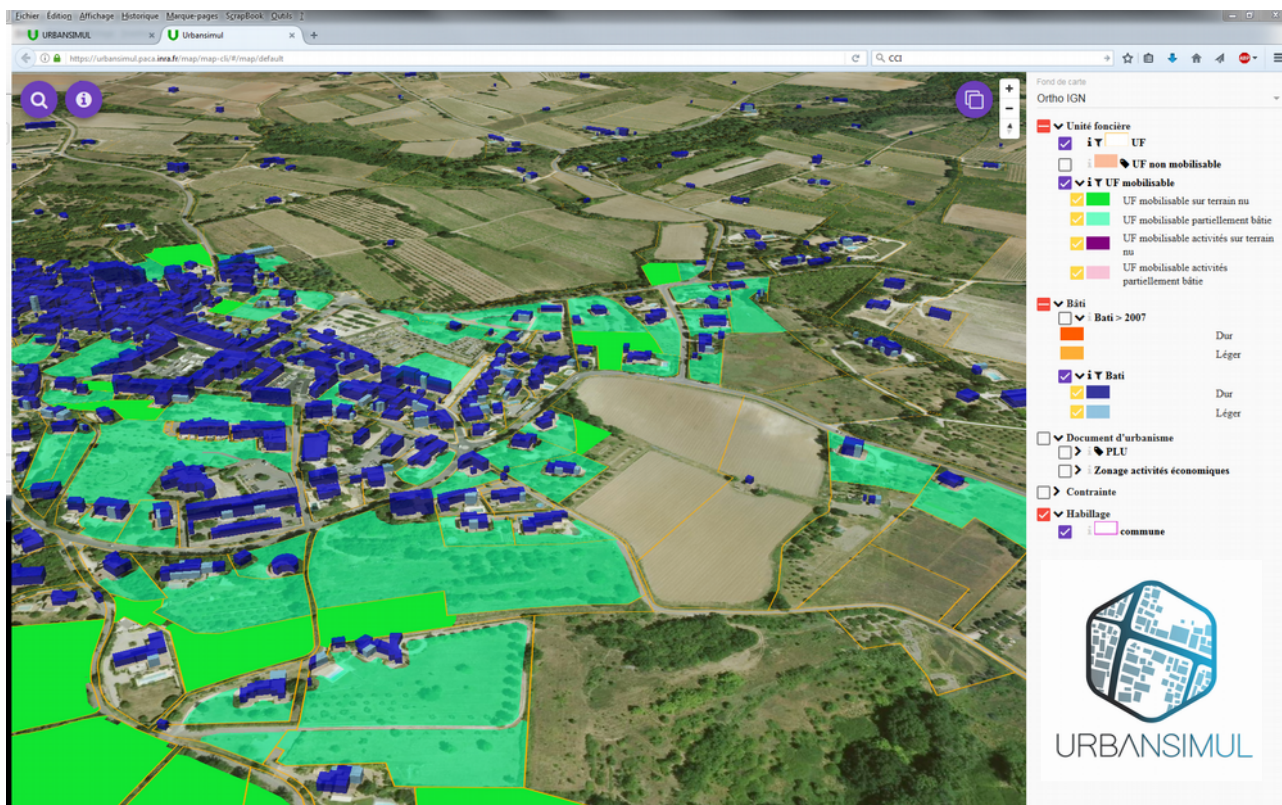 Fichier Édition Affichage Historique Marque-pages ScrapBook Outils ?
URBANSIMUL × Urbansimul × +
https://urbansimul.paca.inra.fr/map/map-cli/#/map/default
CCI
ABP
Fond de carte
Ortho IGN
Unité foncière
UF
UF non mobilisable
UF mobilisable
UF mobilisable sur terrain nu
UF mobilisable partiellement bâtie
UF mobilisable activités sur terrain
nu
UF mobilisable activités
partiellement bâtie
Bâti
Bati > 2007
Dur
Léger
Bati
Dur
Léger
Document d'urbanisme
PLU
Zonage activités économiques
Contrainte
Habillage
commune
URBANSIMUL